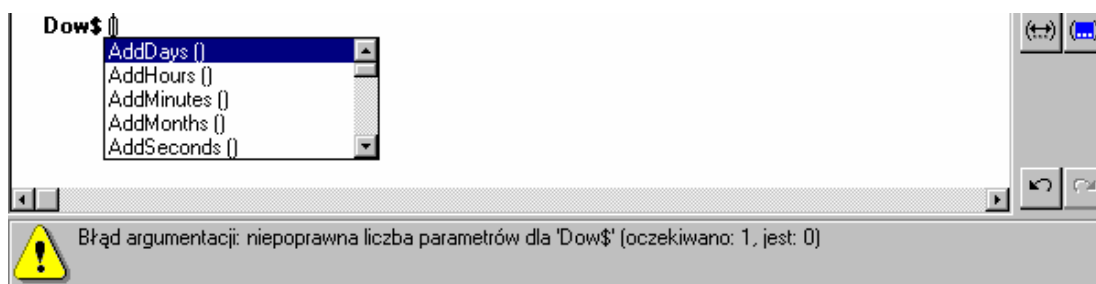 Dow$ ()
AddDays ()
AddHours ()
AddMinutes ()
AddMonths ()
AddSeconds ()
Błąd argumentacji: niepoprawna liczba parametrów dla 'Dow$' (oczekiwano: 1, jest: 0)